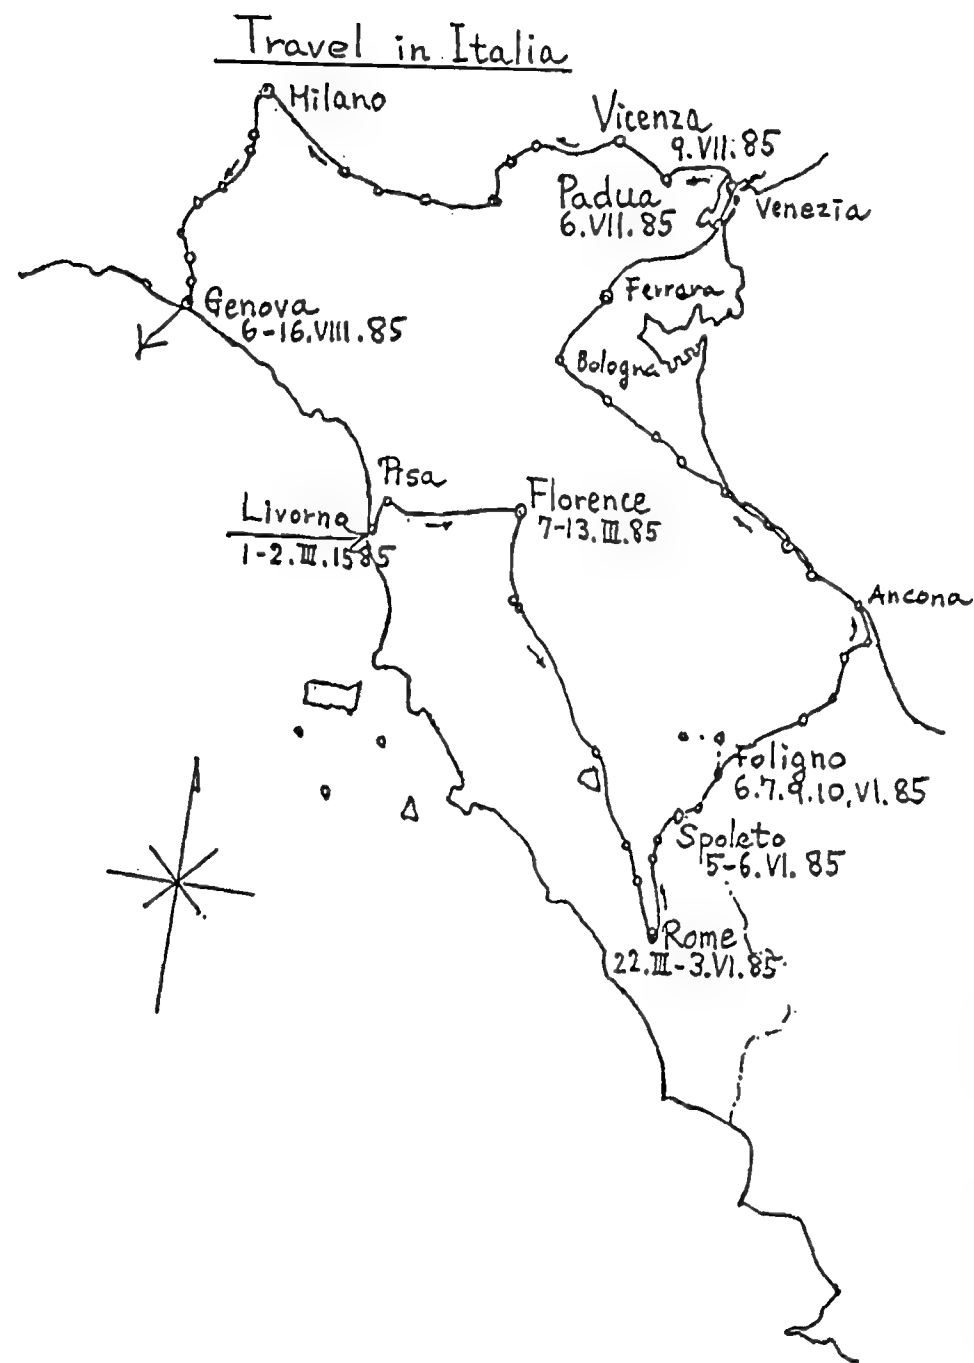 Travel in Italia
Milano
Vicenza
9.VII.85
Padua
6.VII.85
Venezia
Ferrara
Genova
6-16.VIII.85
Bologna
Pisa
Livorno
1-2.III.1585
Florence
7-13.III.85
Ancona
Foligno
6.7.9.10.VI.85
Spoleto
5-6.VI.85
Rome
22.III-3.VI.85